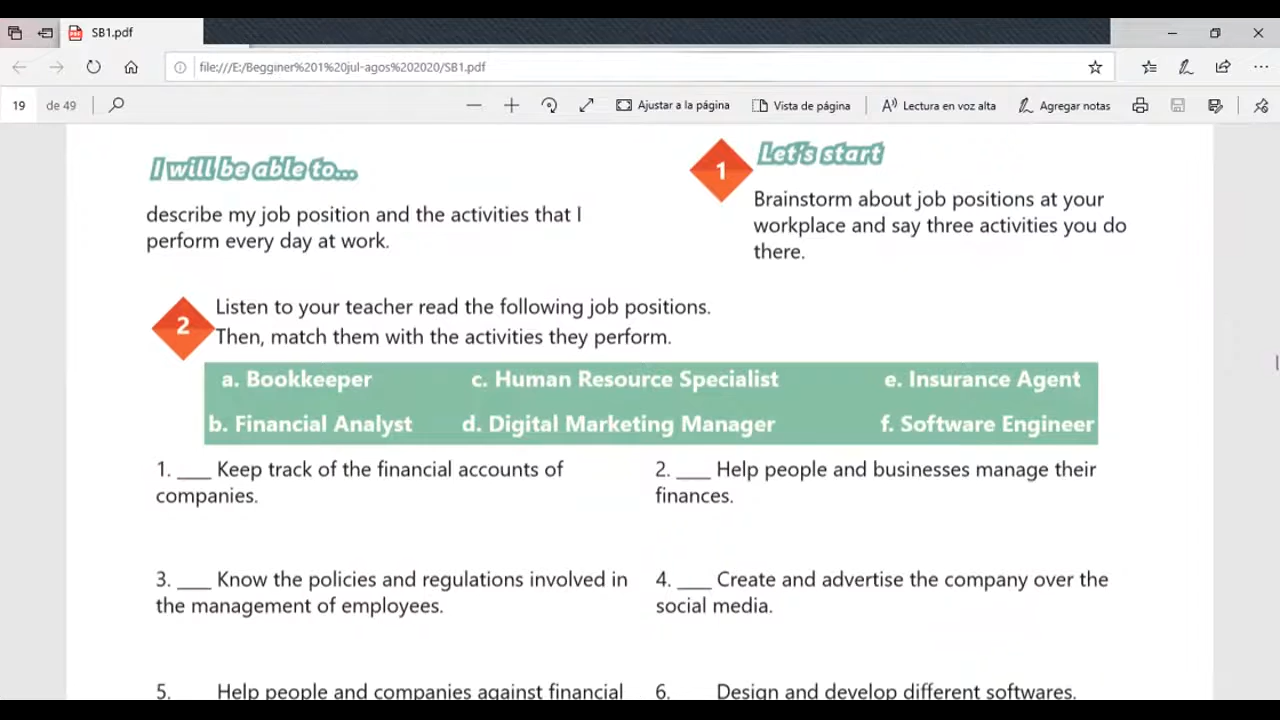 SB1.pdf
file:///E:/Begginer%201%20jul-agos%202020/SB1.pdf
19 de 49
Ajustar a la página
Vista de página
Lectura en voz alta
Agregar notas
I will be able to...
describe my job position and the activities that I
perform every day at work.
1
Let's start
Brainstorm about job positions at your
workplace and say three activities you do
there.
2
Listen to your teacher read the following job positions.
Then, match them with the activities they perform.
a. Bookkeeper c. Human Resource Specialist e. Insurance Agent
b. Financial Analyst d. Digital Marketing Manager f. Software Engineer
1. ___ Keep track of the financial accounts of
companies.
2. ___ Help people and businesses manage their
finances.
3. ___ Know the policies and regulations involved in
the management of employees.
4. ___ Create and advertise the company over the
social media.
5. Help people and companies against financial
6. Design and develop different softwares.